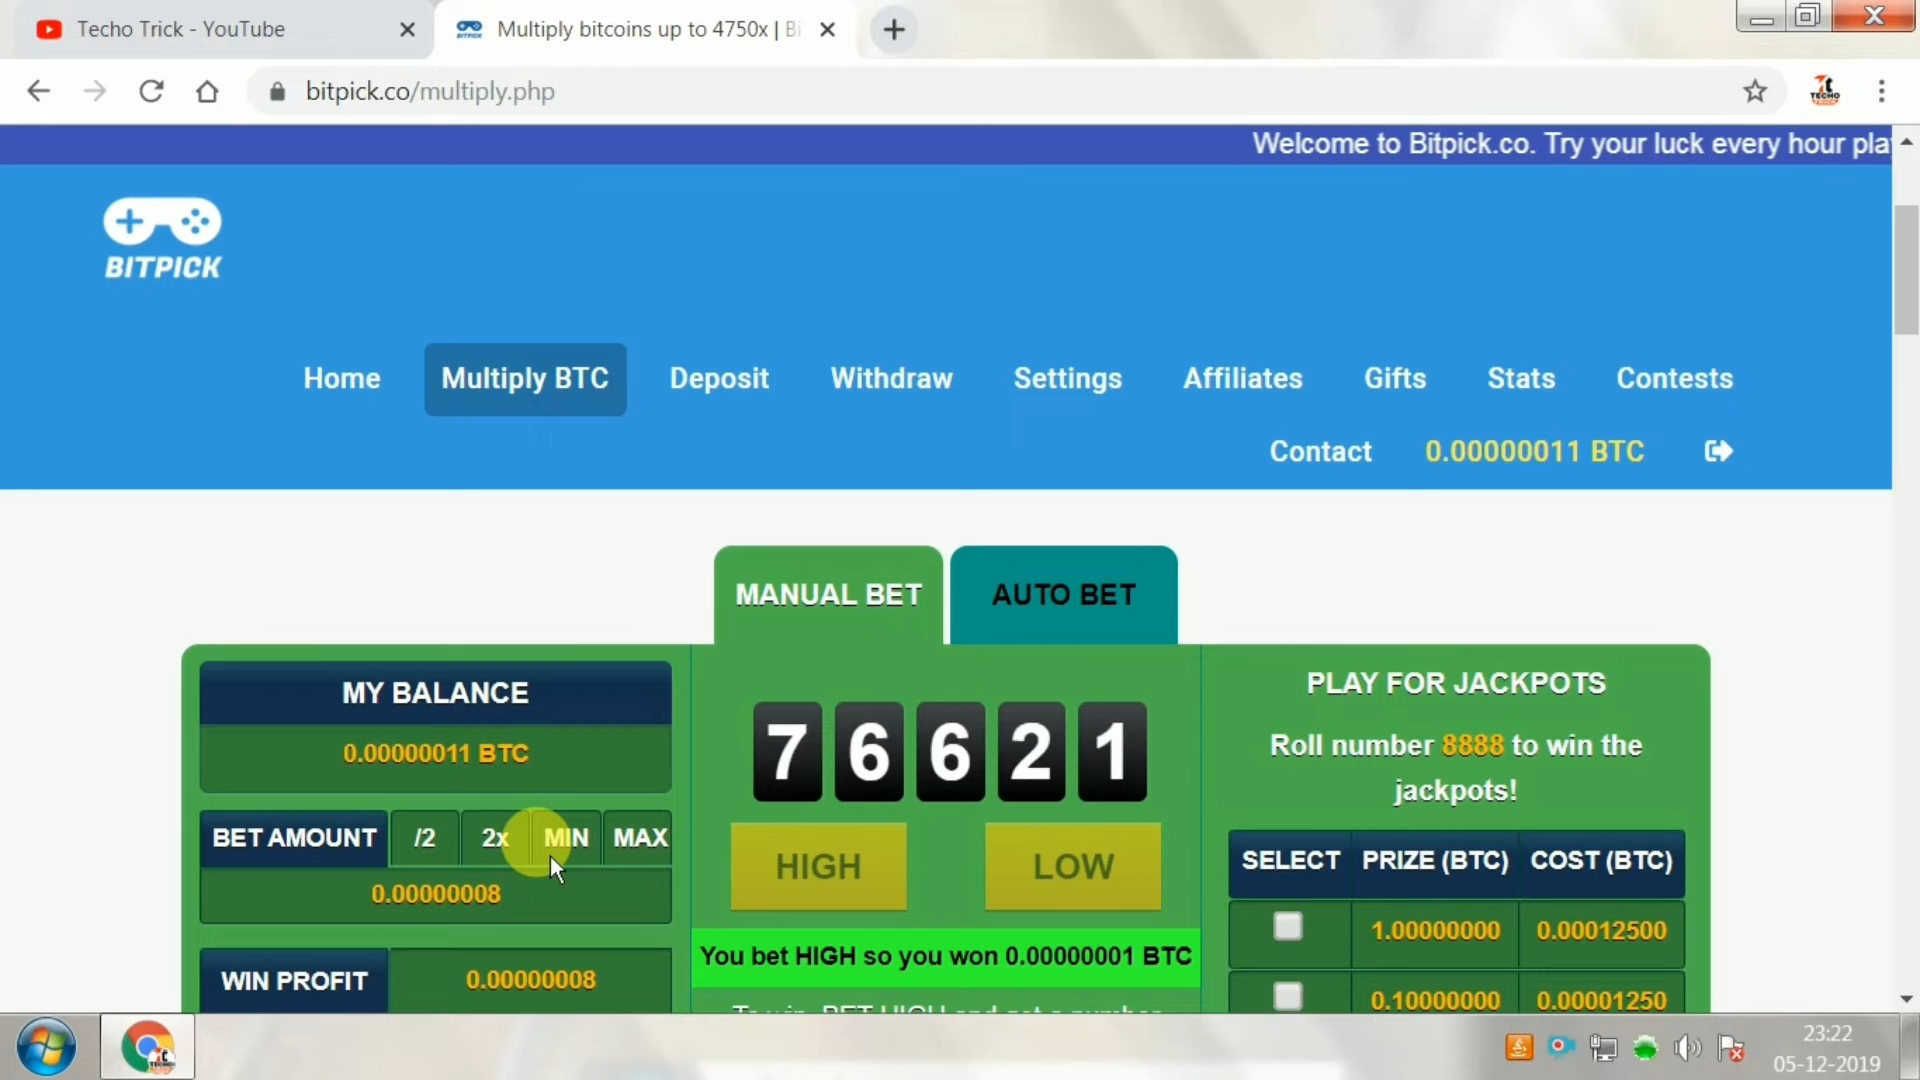 Techo Trick - YouTube
Multiply bitcoins up to 4750x | Bi
bitpick.co/multiply.php
TECHO
Welcome to Bitpick.co. Try your luck every hour pla
BITPICK
Home
Multiply BTC
Deposit
Withdraw
Settings
Affiliates
Gifts
Stats
Contests
Contact
0.00000011 BTC
MANUAL BET
AUTO BET
MY BALANCE
0.00000011 BTC
BET AMOUNT
/2
2x
MIN
MAX
0.00000008
WIN PROFIT
0.00000008
7 6 6 2 1
HIGH
LOW
You bet HIGH so you won 0.00000001 BTC
PLAY FOR JACKPOTS
Roll number 8888 to win the
jackpots!
SELECT
PRIZE (BTC)
COST (BTC)
1.00000000
0.00012500
0.10000000
0.00001250
23:22
05-12-2019